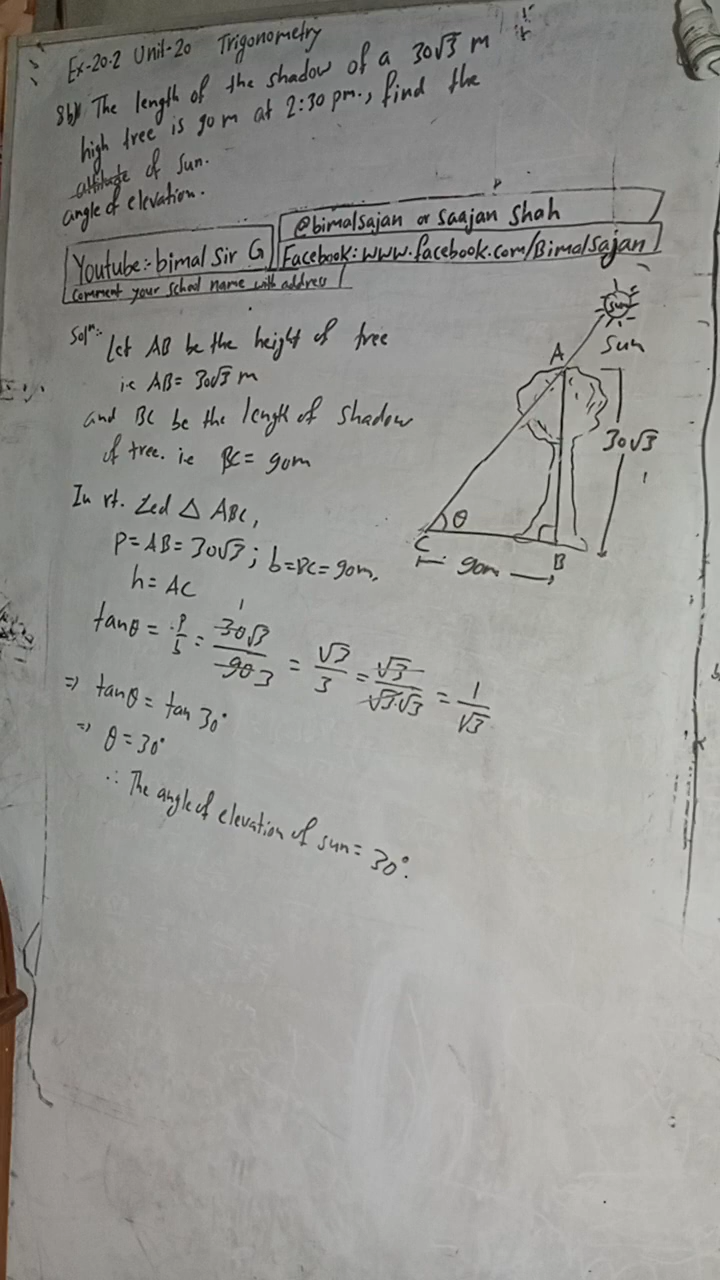 Ex-20.2 Unit-20 Trigonometry
8b) The length of the shadow of a 30√3 m
high tree is 90 m at 2:30 pm., find the
altitude of sun.
angle of elevation.
@bimalsajan or Saajan Shah
Youtube:- bimal Sir G
Facebook: www.facebook.com/Bimalsajan
Comment your school name with address
Solⁿ:- Let AB be the height of tree
ie AB = 30√3 m
and BC be the length of shadow
of tree. ie BC = 90m
In rt. ∠ed △ ABC,
P = AB = 30√3 ; b = BC = 90m,
h = AC
tanθ = p/b = 30√3/90 = √3/3 = √3/√3.√3 = 1/√3
1
3
⇒ tanθ = tan 30°
⇒ θ = 30°
∴ The angle of elevation of sun = 30°.
sun
Sun
A
30√3
θ
C
B
90m